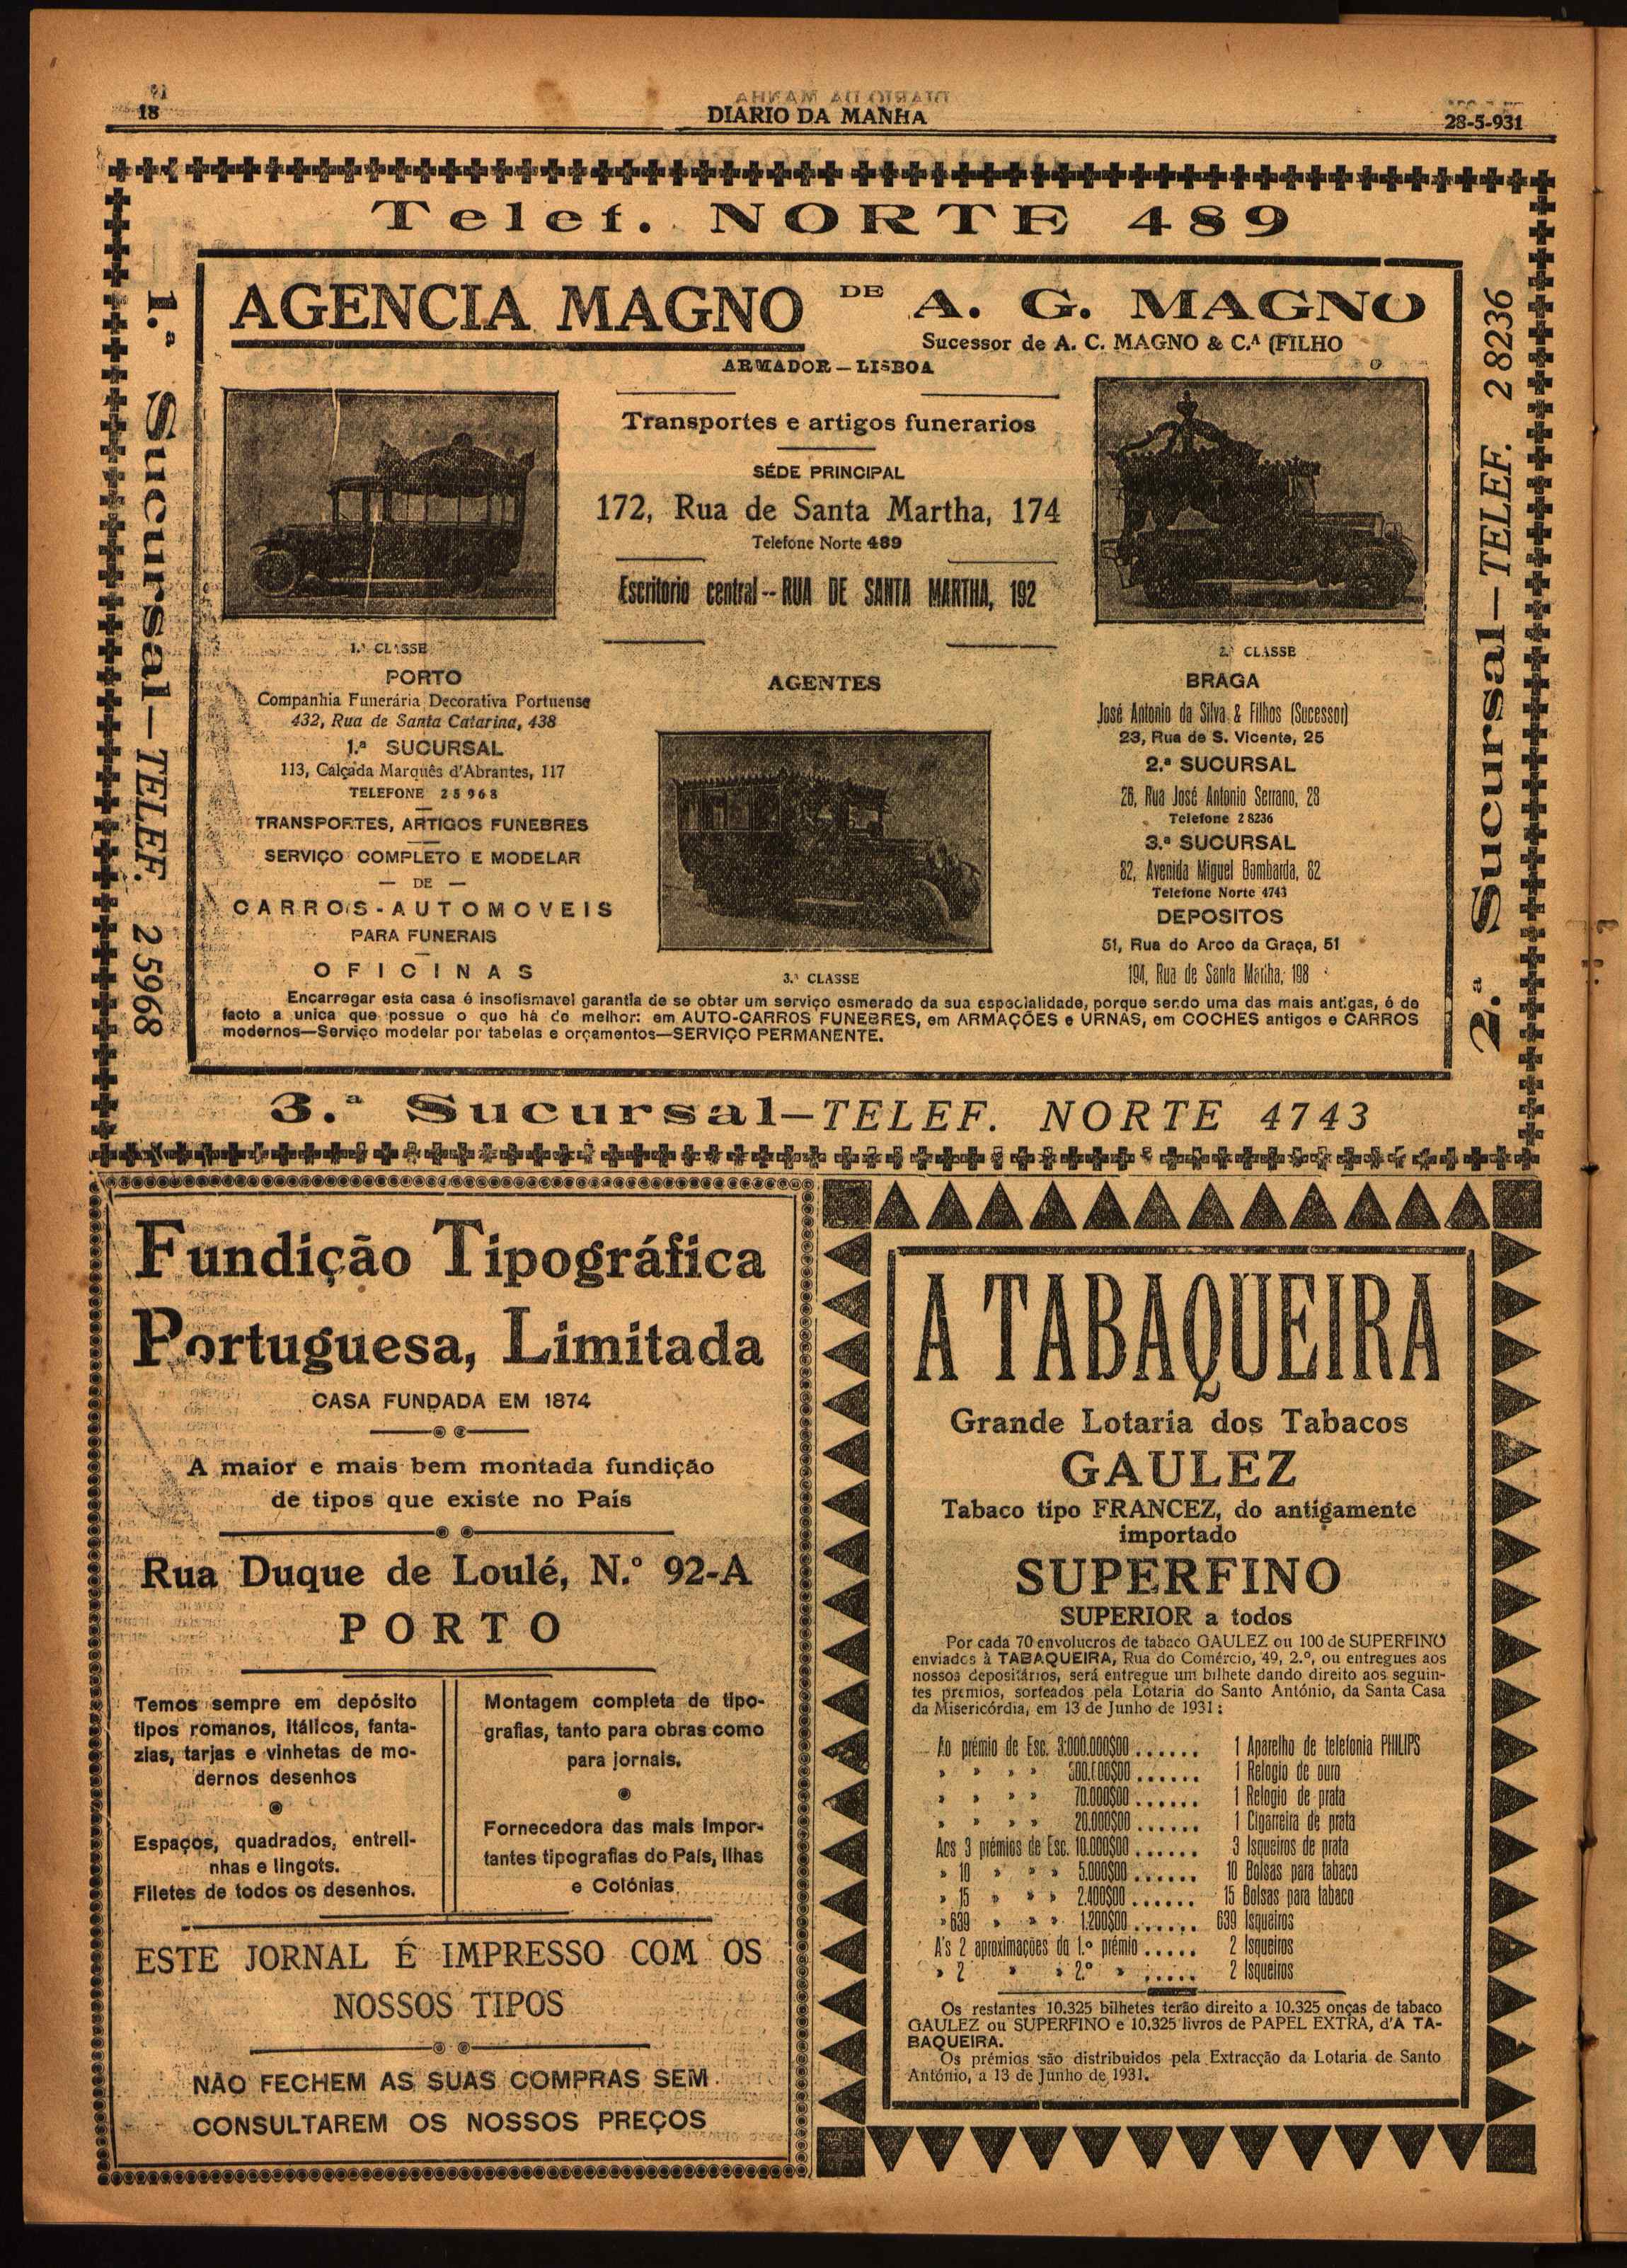 18
DIARIO DA MANHA
28-5-931
Telef. NORTE 489
1.ª Sucursal—TELEF. 25968
2.ª Sucursal—TELEF. 28236
AGENCIA MAGNO DE A. G. MAGNO
Sucessor de A. C. MAGNO & C.ª (FILHO
ARMADOR — LISBOA
Transportes e artigos funerarios
SÉDE PRINCIPAL
172, Rua de Santa Martha, 174
Telefone Norte 489
Escritorio central -- RUA DE SANTA MARTHA, 192
1.ª CLASSE
PORTO
Companhia Funerária Decorativa Portuense
432, Rua de Santa Catarina, 438
1.ª SUCURSAL
113, Calçada Marquês d'Abrantes, 117
TELEFONE 25968
TRANSPORTES, ARTIGOS FUNEBRES
SERVIÇO COMPLETO E MODELAR
— DE —
CARROS-AUTOMOVEIS
PARA FUNERAIS
OFICINAS
AGENTES
3.ª CLASSE
2.ª CLASSE
BRAGA
José Antonio da Silva & Filhos (Sucessor)
23, Rua de S. Vicente, 25
2.ª SUCURSAL
26, Rua José Antonio Serrano, 28
Telefone 28236
3.ª SUCURSAL
82, Avenida Miguel Bombarda, 82
Telefone Norte 4743
DEPOSITOS
51, Rua do Arco da Graça, 51
194, Rua de Santa Martha, 198
Encarregar esta casa é insofismavel garantia de se obter um serviço esmerado da sua especialidade, porque sendo uma das mais antigas, é de
facto a unica que possue o que há de melhor: em AUTO-CARROS FUNEBRES, em ARMAÇÕES e URNAS, em COCHES antigos e CARROS
modernos—Serviço modelar por tabelas e orçamentos—SERVIÇO PERMANENTE.
3.ª Sucursal—TELEF. NORTE 4743
Fundição Tipográfica
Portuguesa, Limitada
CASA FUNDADA EM 1874
A maior e mais bem montada fundição
de tipos que existe no País
Rua Duque de Loulé, N.º 92-A
PORTO
Temos sempre em depósito
tipos romanos, itálicos, fanta-
zias, tarjas e vinhetas de mo-
dernos desenhos
Espaços, quadrados, entreli-
nhas e lingots.
Filetes de todos os desenhos.
Montagem completa de tipo-
grafias, tanto para obras como
para jornais.
Fornecedora das mais impor-
tantes tipografias do País, Ilhas
e Colónias
ESTE JORNAL É IMPRESSO COM OS
NOSSOS TIPOS
NÃO FECHEM AS SUAS COMPRAS SEM
CONSULTAREM OS NOSSOS PREÇOS
A TABAQUEIRA
Grande Lotaria dos Tabacos
GAULEZ
Tabaco tipo FRANCEZ, do antigamente
importado
SUPERFINO
SUPERIOR a todos
Por cada 70 envolucros de tabaco GAULEZ ou 100 de SUPERFINO
enviados à TABAQUEIRA, Rua do Comércio, 49, 2.º, ou entregues aos
nossos depositários, será entregue um bilhete dando direito aos seguin-
tes premios, sorteados pela Lotaria do Santo António, da Santa Casa
da Misericórdia, em 13 de Junho de 1931:
Ao prémio de Esc. 3:000.000$00 ...... 1 Aparelho de telefonia PHILIPS
» » » » 300.000$00 ...... 1 Relogio de ouro
» » » » 70.000$00 ...... 1 Relogio de prata
» » » » 20.000$00 ...... 1 Cigarreira de prata
Aos 3 prémios de Esc. 10.000$00 ...... 3 Isqueiros de prata
» 10 » » » 5.000$00 ...... 10 Bolsas para tabaco
» 15 » » » 2.400$00 ...... 15 Bolsas para tabaco
» 639 » » » 1.200$00 ...... 639 Isqueiros
A's 2 aproximações da 1.º prémio ..... 2 Isqueiros
» 2 » » 2.º » ..... 2 Isqueiros
Os restantes 10.325 bilhetes terão direito a 10.325 onças de tabaco
GAULEZ ou SUPERFINO e 10.325 livros de PAPEL EXTRA, d'A TA-
BAQUEIRA.
Os prémios são distribuidos pela Extracção da Lotaria de Santo
António, a 13 de Junho de 1931.